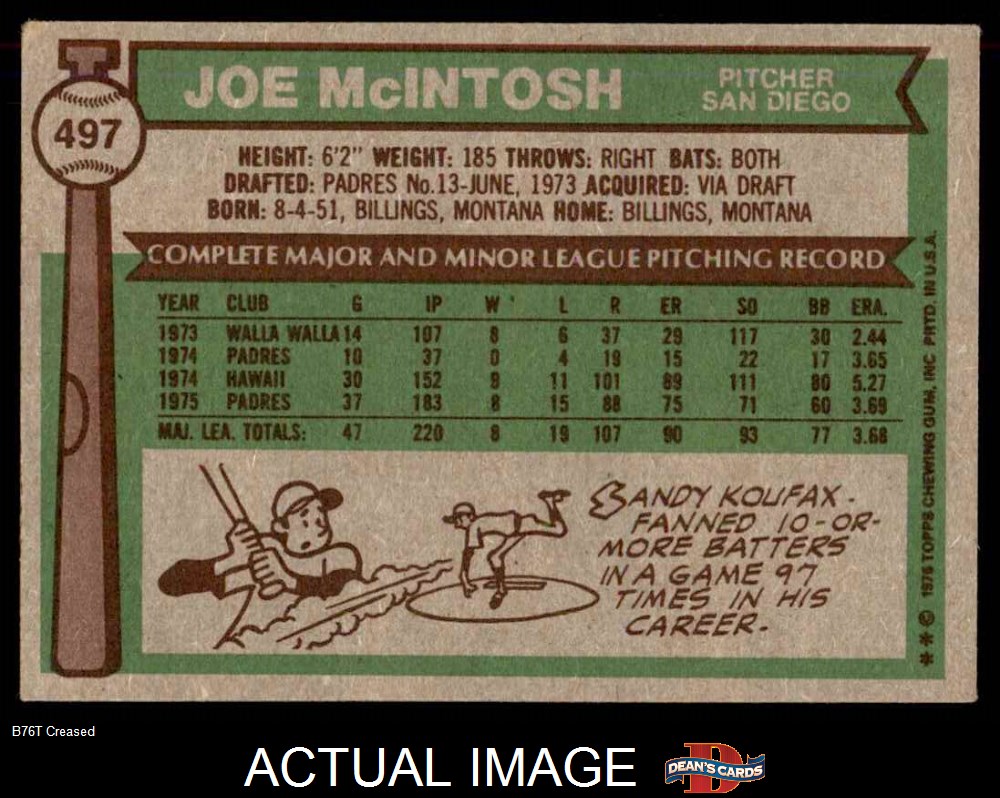 JOE McINTOSH
PITCHER
SAN DIEGO
497
HEIGHT: 6'2" WEIGHT: 185 THROWS: RIGHT BATS: BOTH
DRAFTED: PADRES No.13-JUNE, 1973 ACQUIRED: VIA DRAFT
BORN: 8-4-51, BILLINGS, MONTANA HOME: BILLINGS, MONTANA
COMPLETE MAJOR AND MINOR LEAGUE PITCHING RECORD
YEAR CLUB G IP W L R ER SO BB ERA.
1973 WALLA WALLA 14 107 8 6 37 29 117 30 2.44
1974 PADRES 10 37 0 4 19 15 22 17 3.65
1974 HAWAII 30 152 9 11 101 89 111 80 5.27
1975 PADRES 37 183 8 15 88 75 71 60 3.69
MAJ. LEA. TOTALS: 47 220 8 19 107 90 93 77 3.68
SANDY KOUFAX
FANNED 10-OR-
MORE BATTERS
IN A GAME 97
TIMES IN HIS
CAREER.
* * © 1976 TOPPS CHEWING GUM, INC PRTD. IN U.S.A.
B76T Creased
ACTUAL IMAGE
DEAN'S CARDS